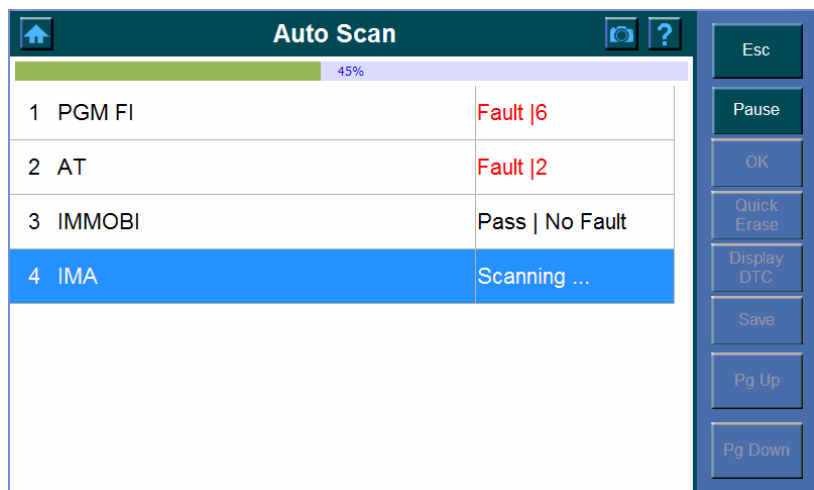 Auto Scan
?
45%
1 PGM FI Fault |6
2 AT Fault |2
3 IMMOBI Pass | No Fault
4 IMA Scanning ...
Esc
Pause
OK
Quick
Erase
Display
DTC
Save
Pg Up
Pg Down